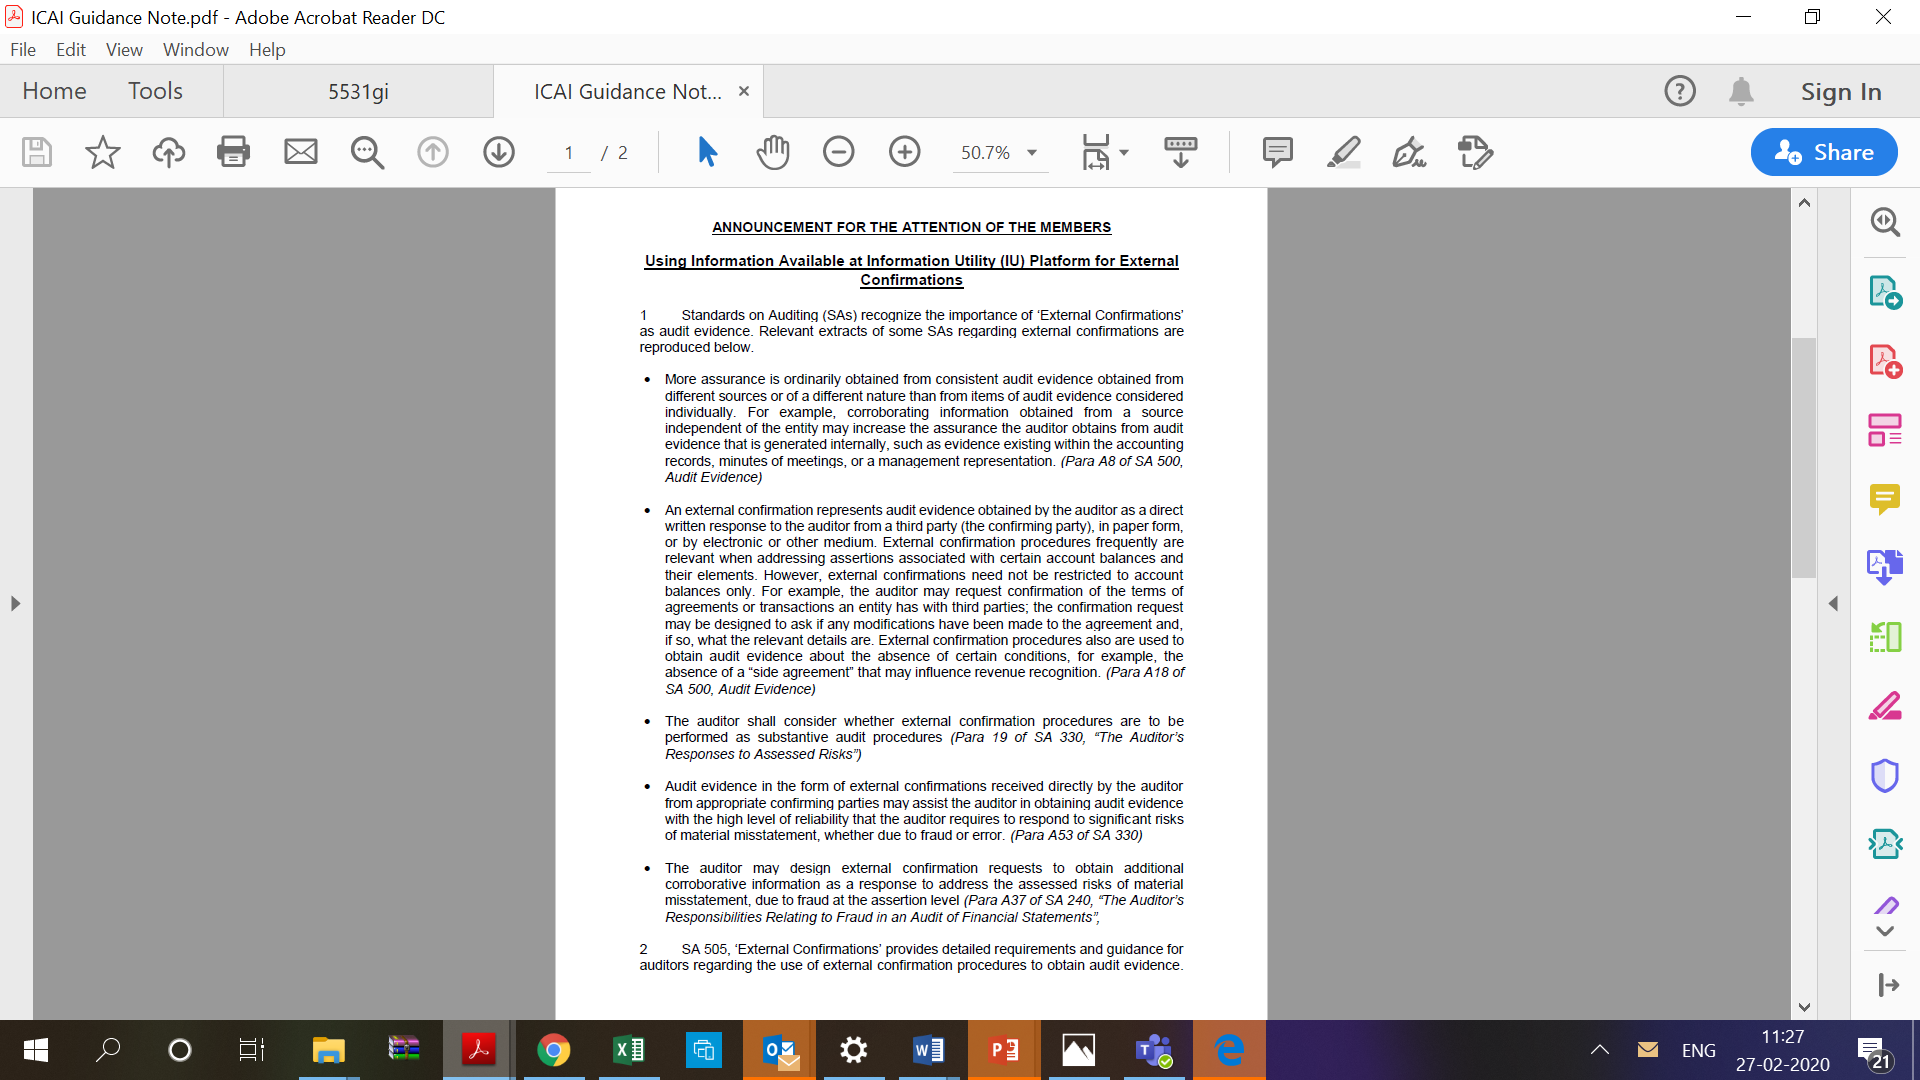 ICAI Guidance Note.pdf - Adobe Acrobat Reader DC
File Edit View Window Help
Home Tools 5531gi ICAI Guidance Not... × ? Sign In
1 / 2 50.7% Share
ANNOUNCEMENT FOR THE ATTENTION OF THE MEMBERS
Using Information Available at Information Utility (IU) Platform for External
Confirmations
1 Standards on Auditing (SAs) recognize the importance of ‘External Confirmations’
as audit evidence. Relevant extracts of some SAs regarding external confirmations are
reproduced below.
• More assurance is ordinarily obtained from consistent audit evidence obtained from
different sources or of a different nature than from items of audit evidence considered
individually. For example, corroborating information obtained from a source
independent of the entity may increase the assurance the auditor obtains from audit
evidence that is generated internally, such as evidence existing within the accounting
records, minutes of meetings, or a management representation. (Para A8 of SA 500,
Audit Evidence)
• An external confirmation represents audit evidence obtained by the auditor as a direct
written response to the auditor from a third party (the confirming party), in paper form,
or by electronic or other medium. External confirmation procedures frequently are
relevant when addressing assertions associated with certain account balances and
their elements. However, external confirmations need not be restricted to account
balances only. For example, the auditor may request confirmation of the terms of
agreements or transactions an entity has with third parties; the confirmation request
may be designed to ask if any modifications have been made to the agreement and,
if so, what the relevant details are. External confirmation procedures also are used to
obtain audit evidence about the absence of certain conditions, for example, the
absence of a “side agreement” that may influence revenue recognition. (Para A18 of
SA 500, Audit Evidence)
• The auditor shall consider whether external confirmation procedures are to be
performed as substantive audit procedures (Para 19 of SA 330, “The Auditor’s
Responses to Assessed Risks”)
• Audit evidence in the form of external confirmations received directly by the auditor
from appropriate confirming parties may assist the auditor in obtaining audit evidence
with the high level of reliability that the auditor requires to respond to significant risks
of material misstatement, whether due to fraud or error. (Para A53 of SA 330)
• The auditor may design external confirmation requests to obtain additional
corroborative information as a response to address the assessed risks of material
misstatement, due to fraud at the assertion level (Para A37 of SA 240, “The Auditor’s
Responsibilities Relating to Fraud in an Audit of Financial Statements”,
2 SA 505, ‘External Confirmations’ provides detailed requirements and guidance for
auditors regarding the use of external confirmation procedures to obtain audit evidence.
ENG 11:27
27-02-2020 21